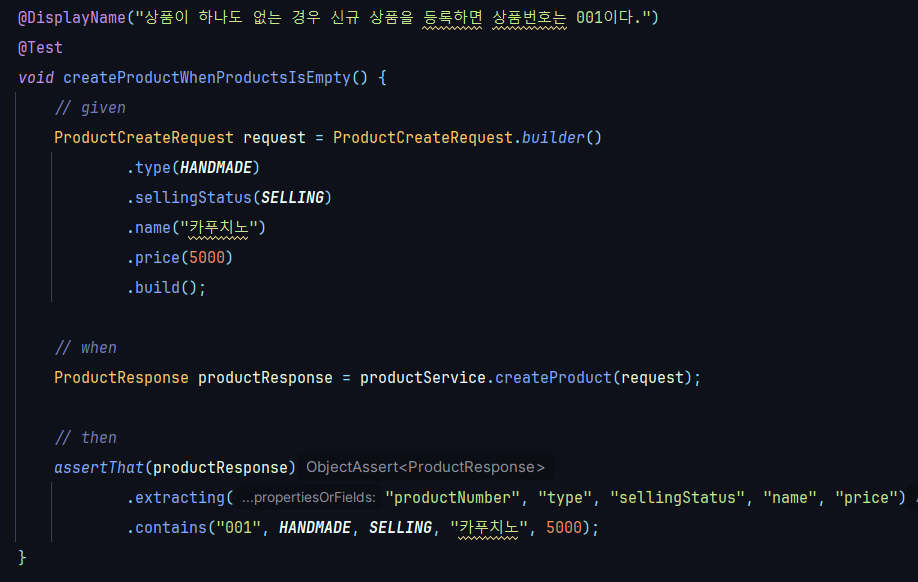 @DisplayName("상품이 하나도 없는 경우 신규 상품을 등록하면 상품번호는 001이다.")
@Test
void createProductWhenProductsIsEmpty() {
// given
ProductCreateRequest request = ProductCreateRequest.builder()
.type(HANDMADE)
.sellingStatus(SELLING)
.name("카푸치노")
.price(5000)
.build();
// when
ProductResponse productResponse = productService.createProduct(request);
// then
assertThat(productResponse) ObjectAssert<ProductResponse>
.extracting( ...propertiesOrFields: "productNumber", "type", "sellingStatus", "name", "price")
.contains("001", HANDMADE, SELLING, "카푸치노", 5000);
}